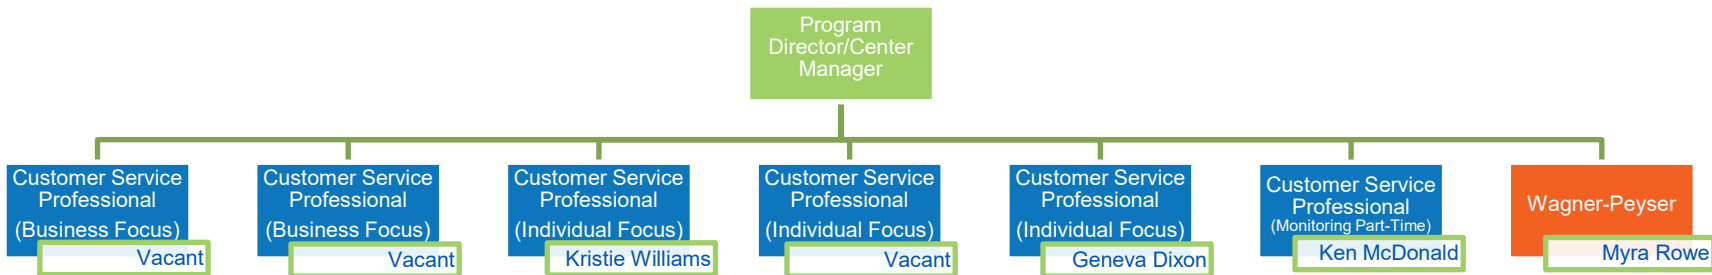 Program
Director/Center
Manager
Customer Service
Professional
(Business Focus)
Vacant
Customer Service
Professional
(Business Focus)
Vacant
Customer Service
Professional
(Individual Focus)
Kristie Williams
Customer Service
Professional
(Individual Focus)
Vacant
Customer Service
Professional
(Individual Focus)
Geneva Dixon
Customer Service
Professional
(Monitoring Part-Time)
Ken McDonald
Wagner-Peyser
Myra Rowe